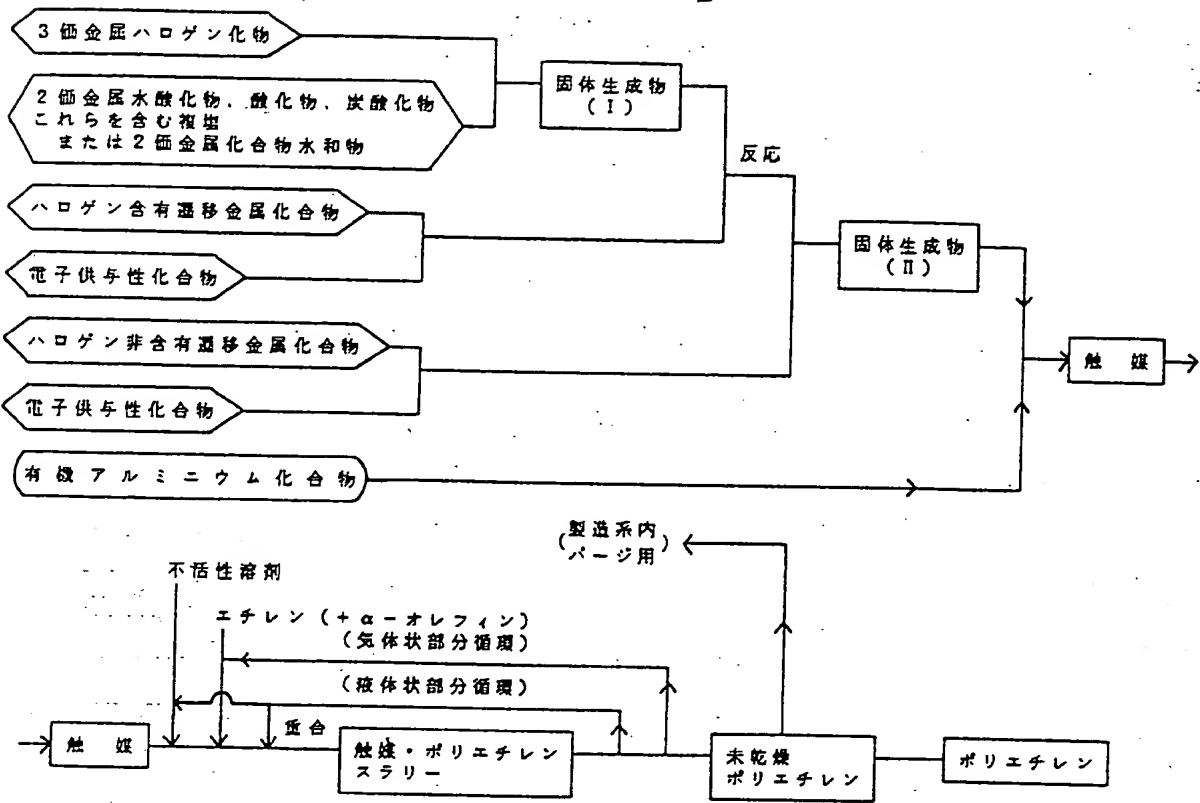 3価金属ハロゲン化物
2価金属水酸化物、酸化物、炭酸化物
これらを含む複塩
または2価金属化合物水和物
固体生成物
(Ⅰ)
反応
ハロゲン含有遷移金属化合物
電子供与性化合物
固体生成物
(Ⅱ)
ハロゲン非含有遷移金属化合物
電子供与性化合物
触媒
有機アルミニウム化合物
(製造系内
パージ用)
不活性溶剤
エチレン(+α-オレフィン)
(気体状部分循環)
(液体状部分循環)
重合
触媒
触媒・ポリエチレン
スラリー
未乾燥
ポリエチレン
ポリエチレン